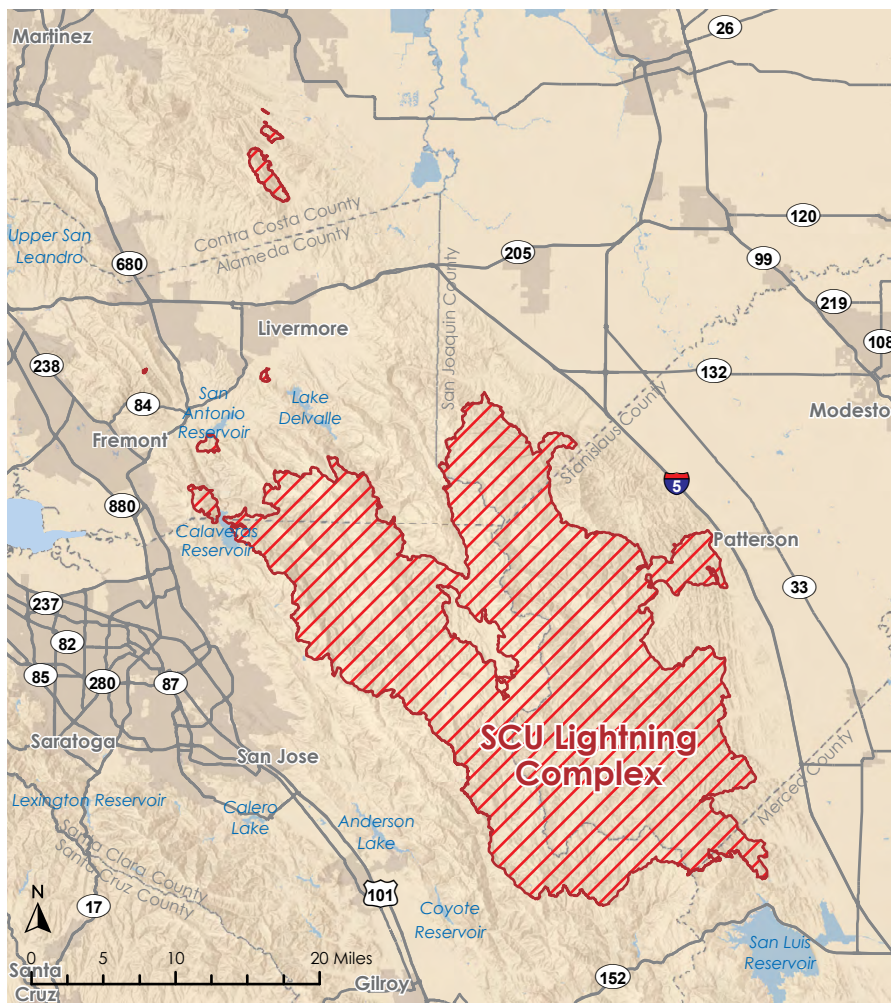 Martinez
26
Contra Costa County
Alameda County
Upper San
Leandro
680
205
120
99
San Joaquin County
219
108
Livermore
238
132
84
San
Antonio
Reservoir
Lake
Delvalle
Modesto
Fremont
Stanislaus County
5
880
Calaveras
Reservoir
Patterson
33
237
82
85
280
87
Saratoga
San Jose
SCU Lightning
Complex
Merced County
Lexington Reservoir
Calero
Lake
Anderson
Lake
Santa Clara County
Santa Cruz County
101
17
Coyote
Reservoir
N
San Luis
Reservoir
0 5 10 20 Miles
Santa
Cruz
Gilroy
152